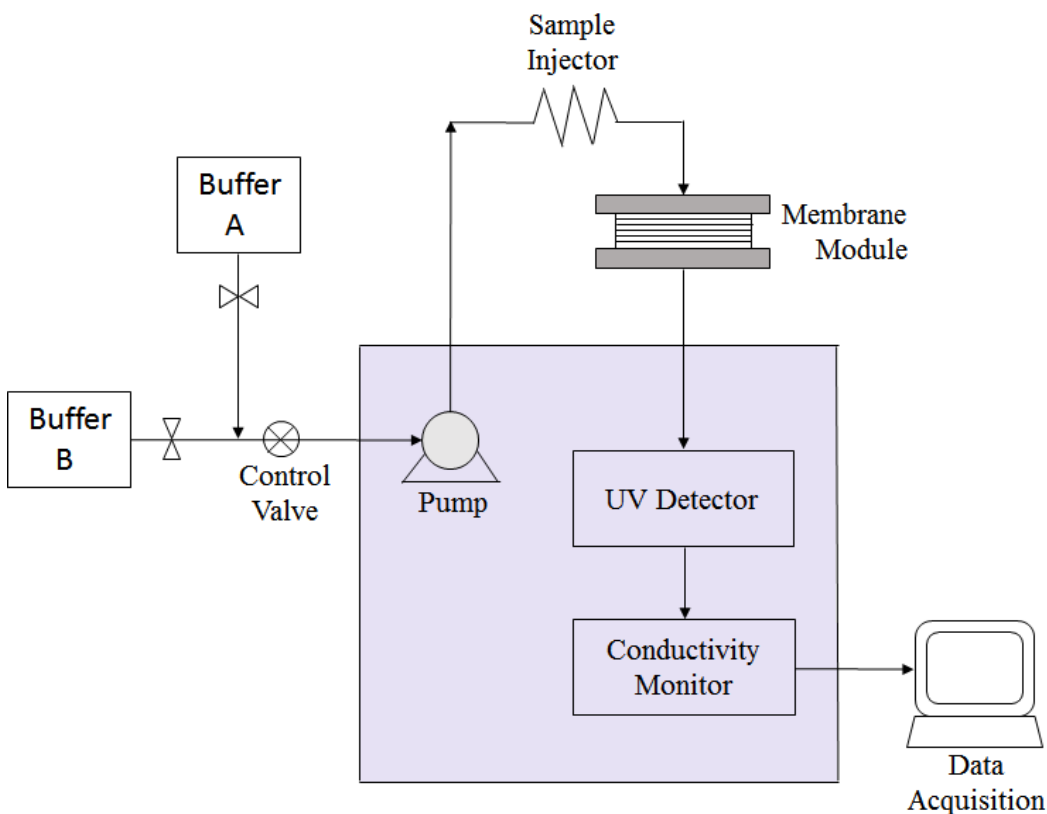 Sample
Injector
Buffer
A
Membrane
Module
Buffer
B
Control
Valve
Pump
UV Detector
Conductivity
Monitor
Data
Acquisition